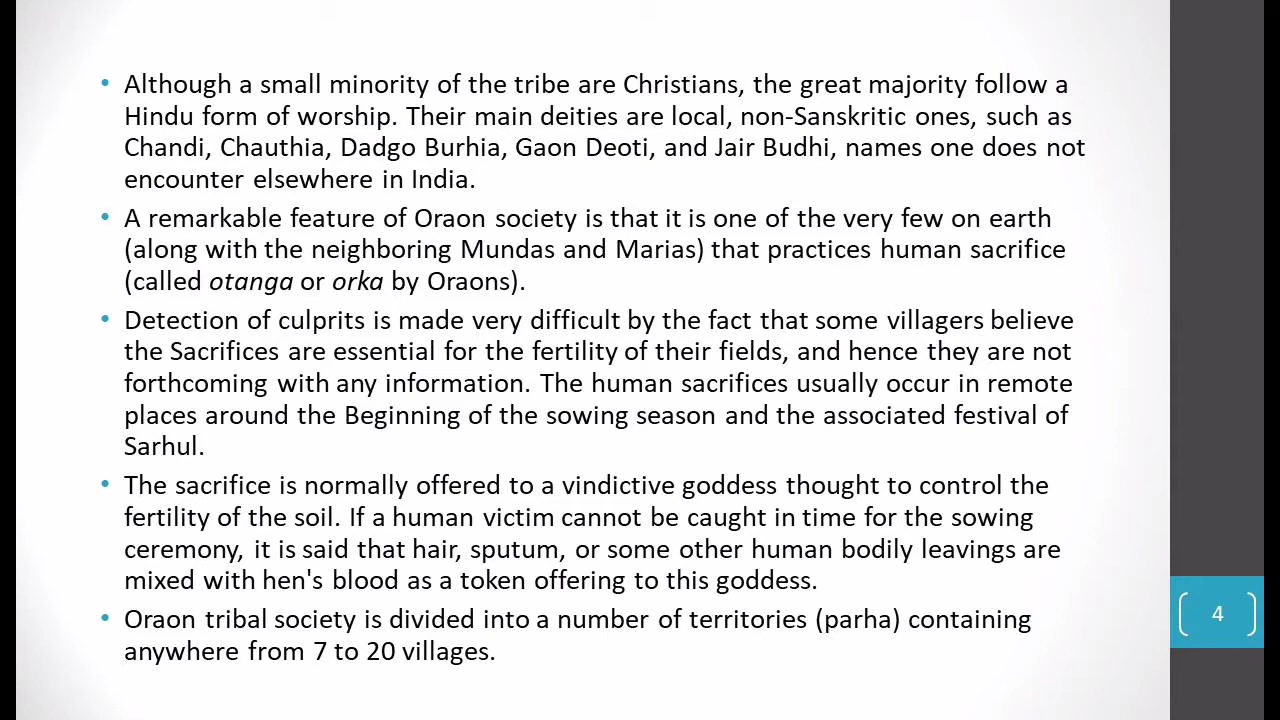 • Although a small minority of the tribe are Christians, the great majority follow a
Hindu form of worship. Their main deities are local, non-Sanskritic ones, such as
Chandi, Chauthia, Dadgo Burhia, Gaon Deoti, and Jair Budhi, names one does not
encounter elsewhere in India.
• A remarkable feature of Oraon society is that it is one of the very few on earth
(along with the neighboring Mundas and Marias) that practices human sacrifice
(called otanga or orka by Oraons).
• Detection of culprits is made very difficult by the fact that some villagers believe
the Sacrifices are essential for the fertility of their fields, and hence they are not
forthcoming with any information. The human sacrifices usually occur in remote
places around the Beginning of the sowing season and the associated festival of
Sarhul.
• The sacrifice is normally offered to a vindictive goddess thought to control the
fertility of the soil. If a human victim cannot be caught in time for the sowing
ceremony, it is said that hair, sputum, or some other human bodily leavings are
mixed with hen's blood as a token offering to this goddess.
• Oraon tribal society is divided into a number of territories (parha) containing
anywhere from 7 to 20 villages.
4